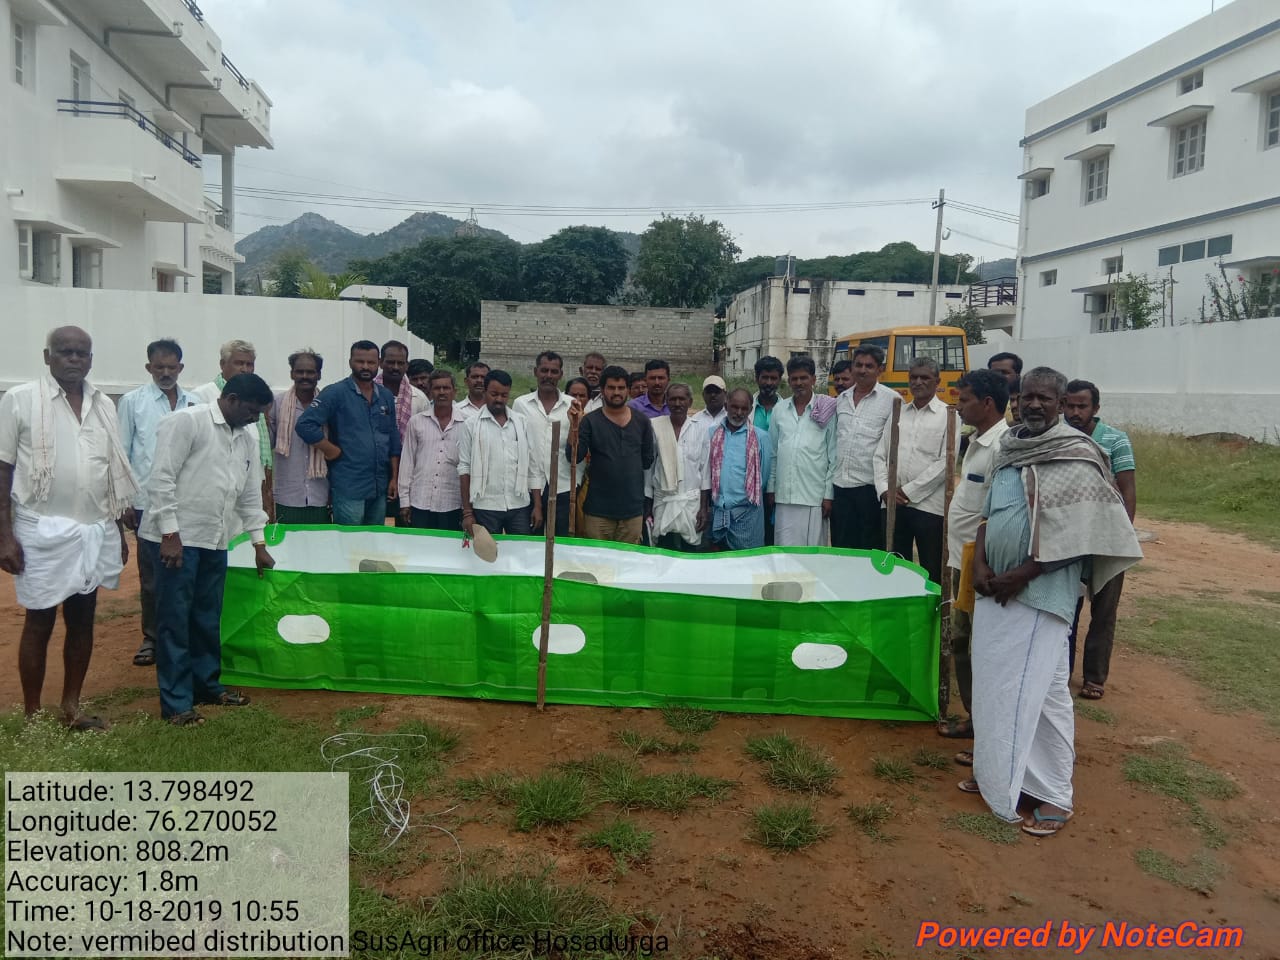 Latitude: 13.798492
Longitude: 76.270052
Elevation: 808.2m
Accuracy: 1.8m
Time: 10-18-2019 10:55
Note: vermibed distribution SusAgri office Hosadurga
Powered by NoteCam